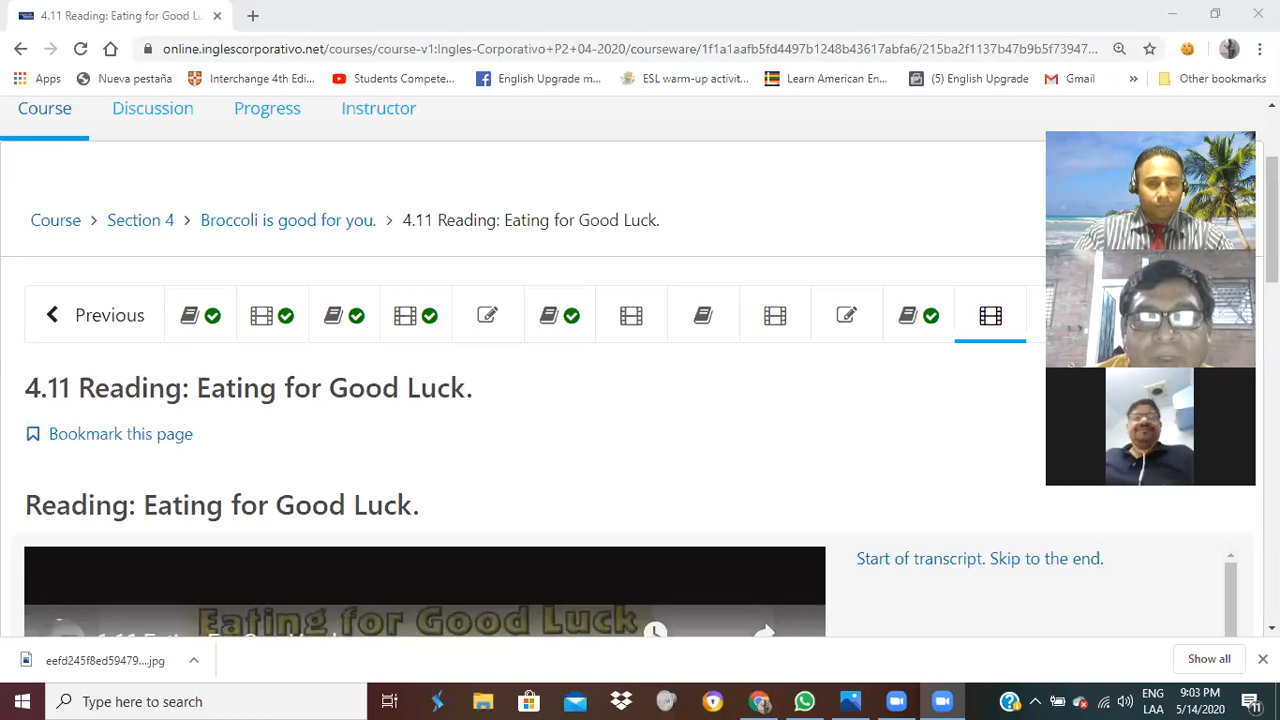 4.11 Reading: Eating for Good Lu
online.inglescorporativo.net/courses/course-v1:Ingles-Corporativo+P2+04-2020/courseware/1f1a1aafb5fd4497b1248b43617abfa6/215ba2f1137b47b9b5f73947...
Apps Nueva pestaña Interchange 4th Edi... Students Compete... English Upgrade m... ESL warm-up activit... Learn American En... (5) English Upgrade Gmail » Other bookmarks
Course Discussion Progress Instructor
Course > Section 4 > Broccoli is good for you. > 4.11 Reading: Eating for Good Luck.
Previous
4.11 Reading: Eating for Good Luck.
Bookmark this page
Reading: Eating for Good Luck.
Start of transcript. Skip to the end.
Eating for Good Luck
eefd245f8ed59479....jpg Show all
Type here to search
ENG 9:03 PM
LAA 5/14/2020 11